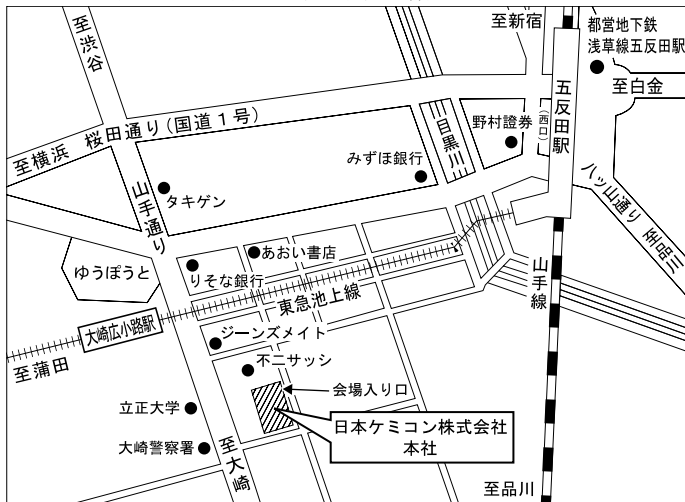 至渋谷
至新宿
都営地下鉄
浅草線五反田駅
至白金
至横浜 桜田通り(国道1号)
目黒川
野村證券
(西口)
五反田駅
みずほ銀行
タキゲン
山手通り
八ッ山通り 至品川
ゆうぽうと
あおい書店
りそな銀行
東急池上線
山手線
大崎広小路駅
至蒲田
ジーンズメイト
不二サッシ
会場入り口
日本ケミコン株式会社
本社
立正大学
大崎警察署
至大崎
至品川